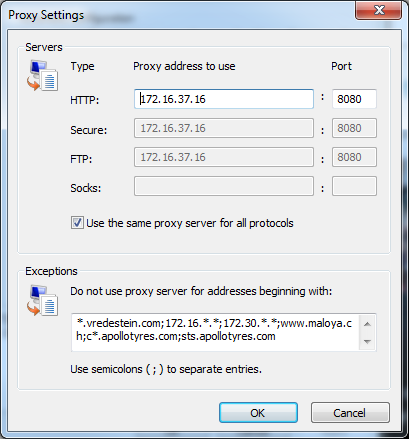 Proxy Settings
Servers
Type Proxy address to use Port
HTTP: 172.16.37.16 : 8080
Secure: 172.16.37.16 : 8080
FTP: 172.16.37.16 : 8080
Socks: :
Use the same proxy server for all protocols
Exceptions
Do not use proxy server for addresses beginning with:
*.vredestein.com;172.16.*.*;172.30.*.*;www.maloya.c
h;c*.apollotyres.com;sts.apollotyres.com
Use semicolons ( ; ) to separate entries.
OK Cancel